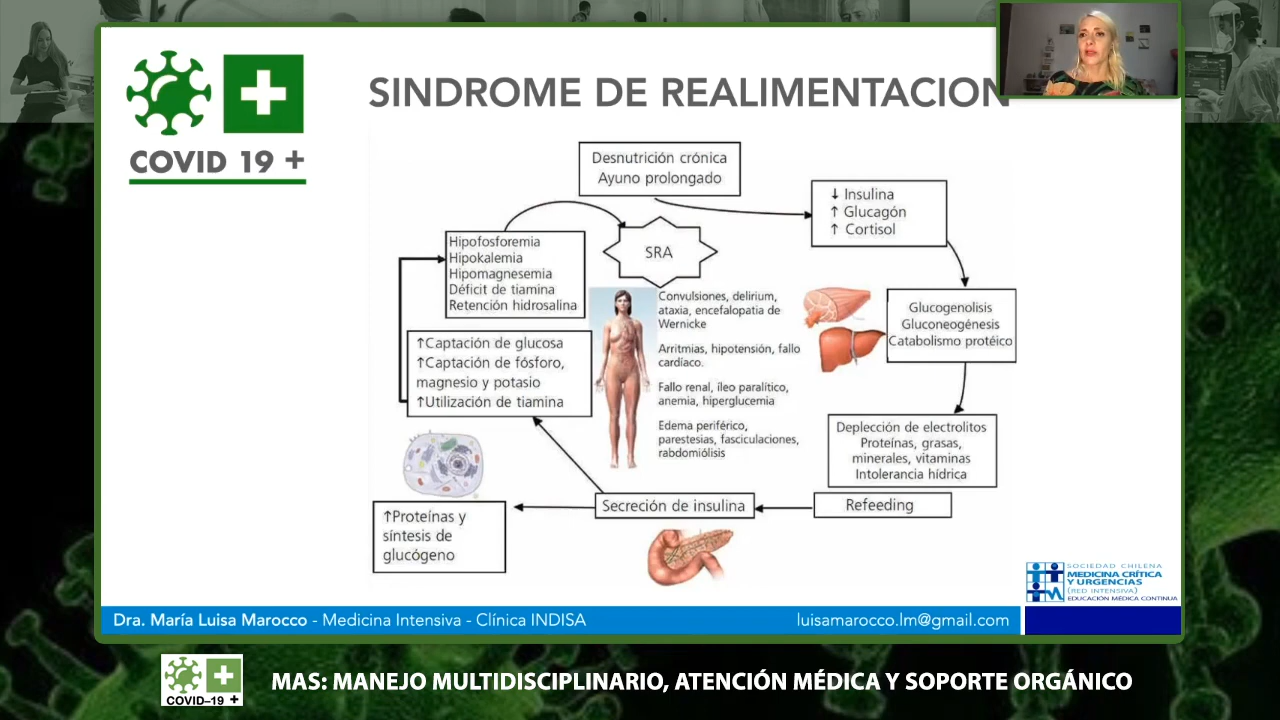 SINDROME DE REALIMENTACION
COVID 19 +
Desnutrición crónica
Ayuno prolongado
↓ Insulina
↑ Glucagón
↑ Cortisol
Hipofosforemia
Hipokalemia
Hipomagnesemia
Déficit de tiamina
Retención hidrosalina
SRA
Convulsiones, delirium,
ataxia, encefalopatia de
Wernicke
Arritmias, hipotensión, fallo
cardíaco.
Fallo renal, íleo paralítico,
anemia, hiperglucemia
Edema periférico,
parestesias, fasciculaciones,
rabdomiólisis
Glucogenolisis
Gluconeogénesis
Catabolismo protéico
↑Captación de glucosa
↑Captación de fósforo,
magnesio y potasio
↑Utilización de tiamina
Deplección de electrolitos
Proteínas, grasas,
minerales, vitaminas
Intolerancia hídrica
Refeeding
Secreción de insulina
↑Proteínas y
síntesis de
glucógeno
SOCIEDAD CHILENA
MEDICINA CRÍTICA
Y URGENCIAS
(RED INTENSIVA)
EDUCACIÓN MÉDICA CONTINUA
Dra. María Luisa Marocco - Medicina Intensiva - Clínica INDISA
luisamarocco.lm@gmail.com
COVID-19 +
MAS: MANEJO MULTIDISCIPLINARIO, ATENCIÓN MÉDICA Y SOPORTE ORGÁNICO